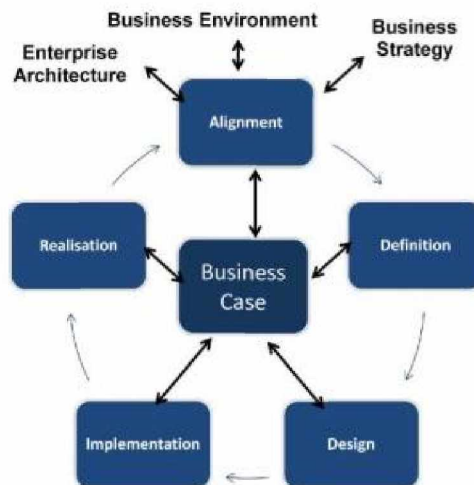 Business Environment
Enterprise
Architecture
Business
Strategy
Alignment
Realisation
Business
Case
Definition
Implementation
Design